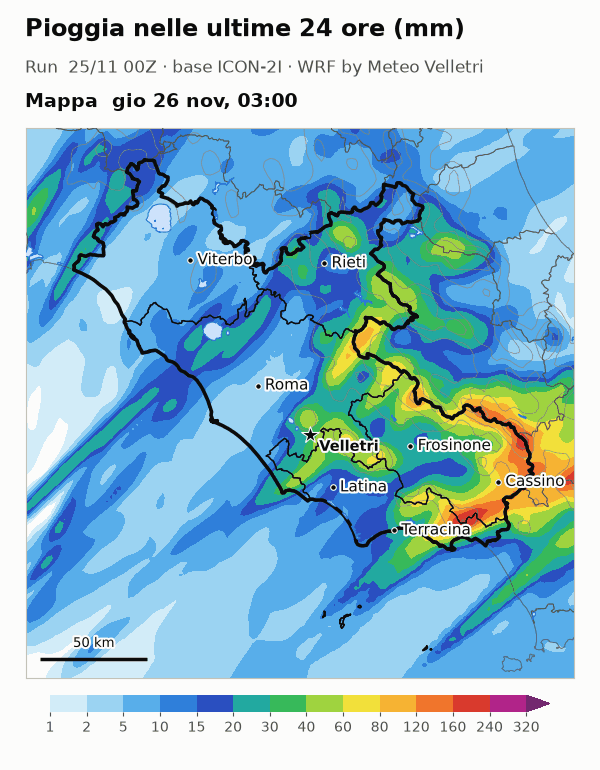 Pioggia nelle ultime 24 ore (mm)
Run  25/11 00Z · base ICON-2I · WRF by Meteo Velletri
Mappa  gio 26 nov, 03:00
Viterbo
Rieti
Roma
Velletri
Frosinone
Cassino
Latina
Terracina
50 km
1 2 5 10 15 20 30 40 60 80 120 160 240 320